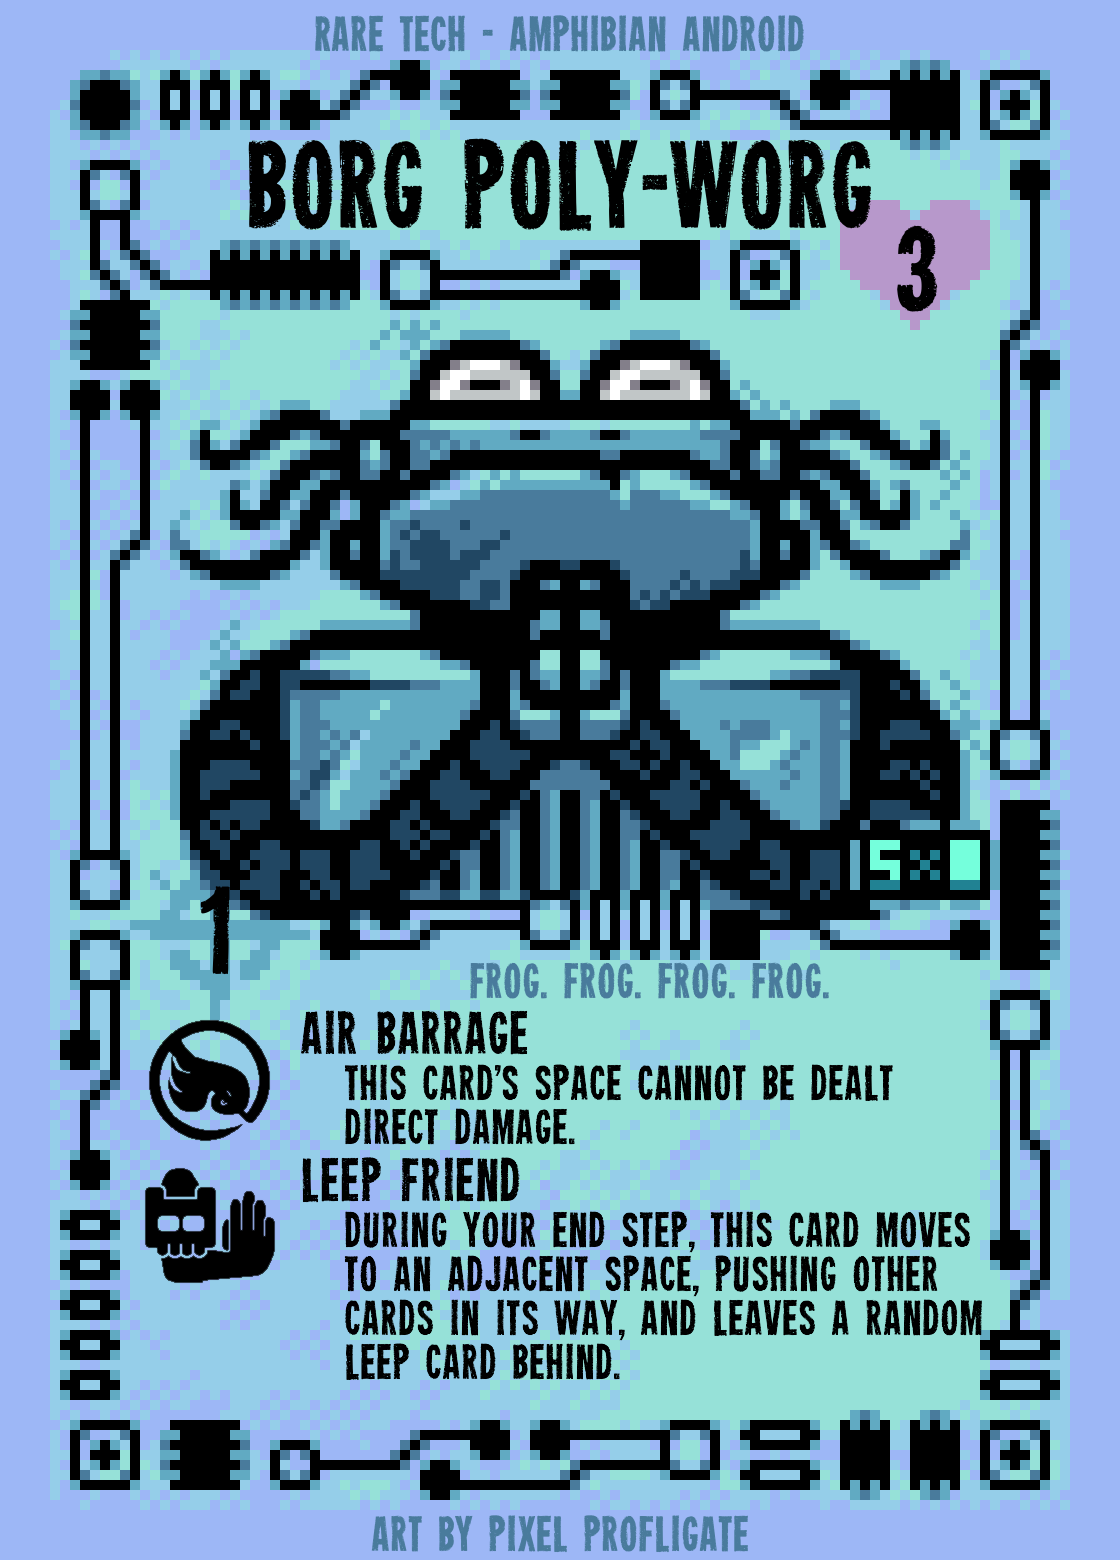 RARE TECH - AMPHIBIAN ANDROID
BORG POLY-WORG
3
5
1
FROG. FROG. FROG. FROG.
AIR BARRAGE
THIS CARD'S SPACE CANNOT BE DEALT
DIRECT DAMAGE.
LEEP FRIEND
DURING YOUR END STEP, THIS CARD MOVES
TO AN ADJACENT SPACE, PUSHING OTHER
CARDS IN ITS WAY, AND LEAVES A RANDOM
LEEP CARD BEHIND.
ART BY PIXEL PROFLIGATE